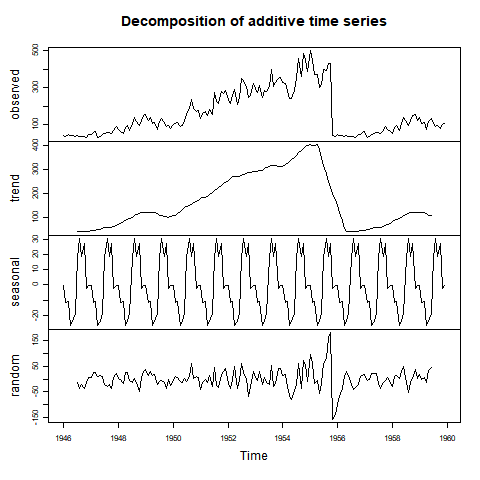 Decomposition of additive time series
observed
100 300 500
trend
100 200 300 400
seasonal
-20 0 10 20 30
random
-150 -50 50 150
1946 1948 1950 1952 1954 1956 1958 1960
Time